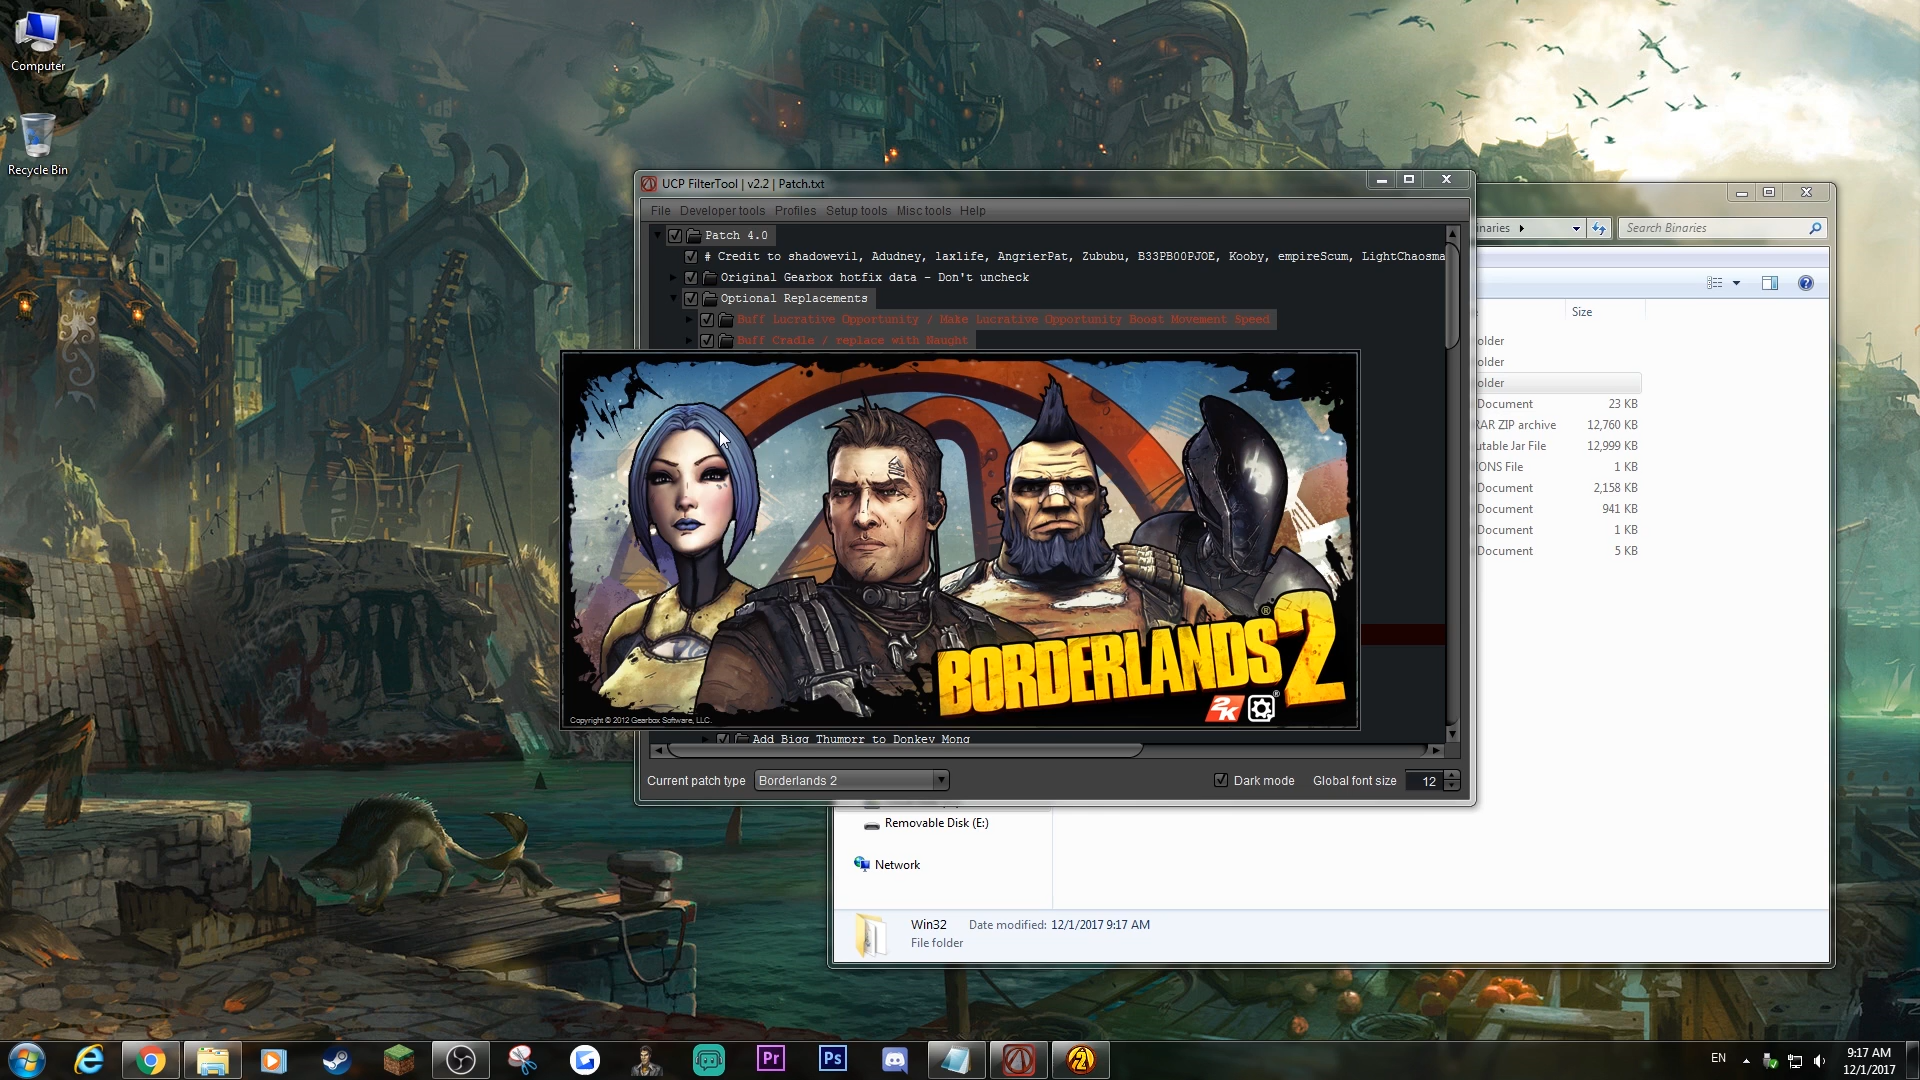 Computer
Recycle Bin
UCP FilterTool | v2.2 | Patch.txt
File Developer tools Profiles Setup tools Misc tools Help
Patch 4.0
# Credit to shadowevil, Adudney, laxlife, AngrierPat, Zububu, B33PB00PJOE, Kooby, empireScum, LightChaosma
Original Gearbox hotfix data - Don't uncheck
Optional Replacements
Buff Lucrative Opportunity / Make Lucrative Opportunity Boost Movement Speed
Buff Cradle / replace with Naught
BORDERLANDS 2
®
2K
®
Copyright © 2012 Gearbox Software, LLC.
Add Bigg Thumprr to Donkey Mong
Current patch type Borderlands 2 Dark mode Global font size 12
inaries
Search Binaries
Size
older
older
older
Document 23 KB
RAR ZIP archive 12,760 KB
utable Jar File 12,999 KB
ONS File 1 KB
Document 2,158 KB
Document 941 KB
Document 1 KB
Document 5 KB
Removable Disk (E:)
Network
Win32 Date modified: 12/1/2017 9:17 AM
File folder
Pr
Ps
EN
9:17 AM
12/1/2017